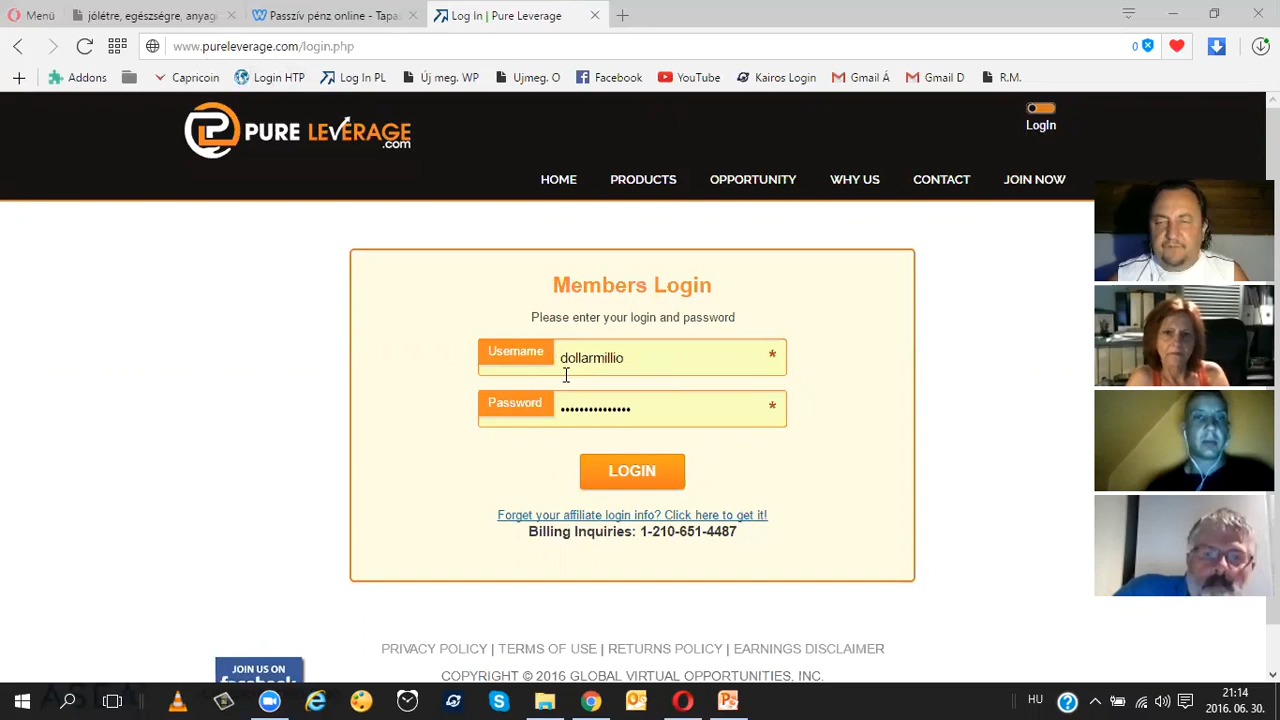 Menü
jólétre, egészségre, anyag
Passzív pénz online - Tapa
Log In | Pure Leverage
www.pureleverage.com/login.php
0
Addons
Capricoin
Login HTP
Log In PL
Új meg. WP
Ujmeg. O
Facebook
YouTube
Kairos Login
Gmail Á
Gmail D
R.M.
PURE LEVERAGE
.com
LogIn
HOME
PRODUCTS
OPPORTUNITY
WHY US
CONTACT
JOIN NOW
Members Login
Please enter your login and password
Username
dollarmillio
*
Password
•••••••••••••••
*
LOGIN
Forget your affiliate login info? Click here to get it!
Billing Inquiries: 1-210-651-4487
PRIVACY POLICY | TERMS OF USE | RETURNS POLICY | EARNINGS DISCLAIMER
JOIN US ON
facebook
COPYRIGHT © 2016 GLOBAL VIRTUAL OPPORTUNITIES, INC.
HU
21:14
2016. 06. 30.